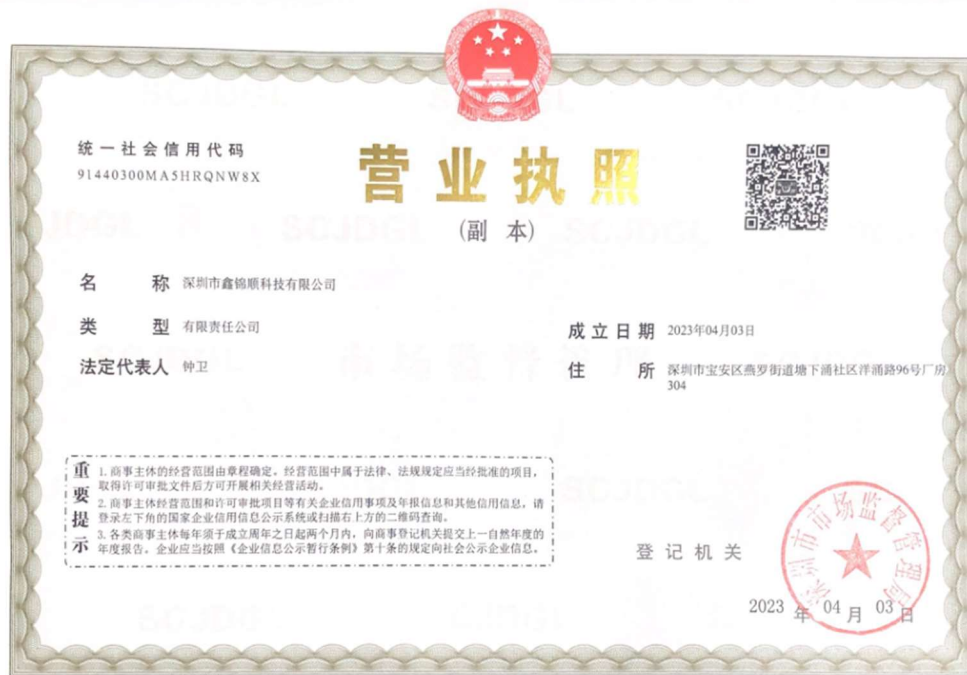 统一社会信用代码
91440300MA5HRQNW8X
营业执照
(副 本)
名 称 深圳市鑫锦顺科技有限公司
类 型 有限责任公司
法定代表人 钟卫
成立日期 2023年04月03日
住 所 深圳市宝安区燕罗街道塘下涌社区洋涌路96号厂房
304
重要提示
1. 商事主体的经营范围由章程确定。经营范围中属于法律、法规规定应当经批准的项目,
取得许可审批文件后方可开展相关经营活动。
2. 商事主体经营范围和许可审批项目等有关企业信用事项及年报信息和其他信用信息,请
登录左下角的国家企业信用信息公示系统或扫描右上方的二维码查询。
3. 各类商事主体每年须于成立周年之日起两个月内,向商事登记机关提交上一自然年度的
年度报告。企业应当按照《企业信息公示暂行条例》第十条的规定向社会公示企业信息。
登记机关
深圳市市场监督管理局
2023 年 04 月 03 日